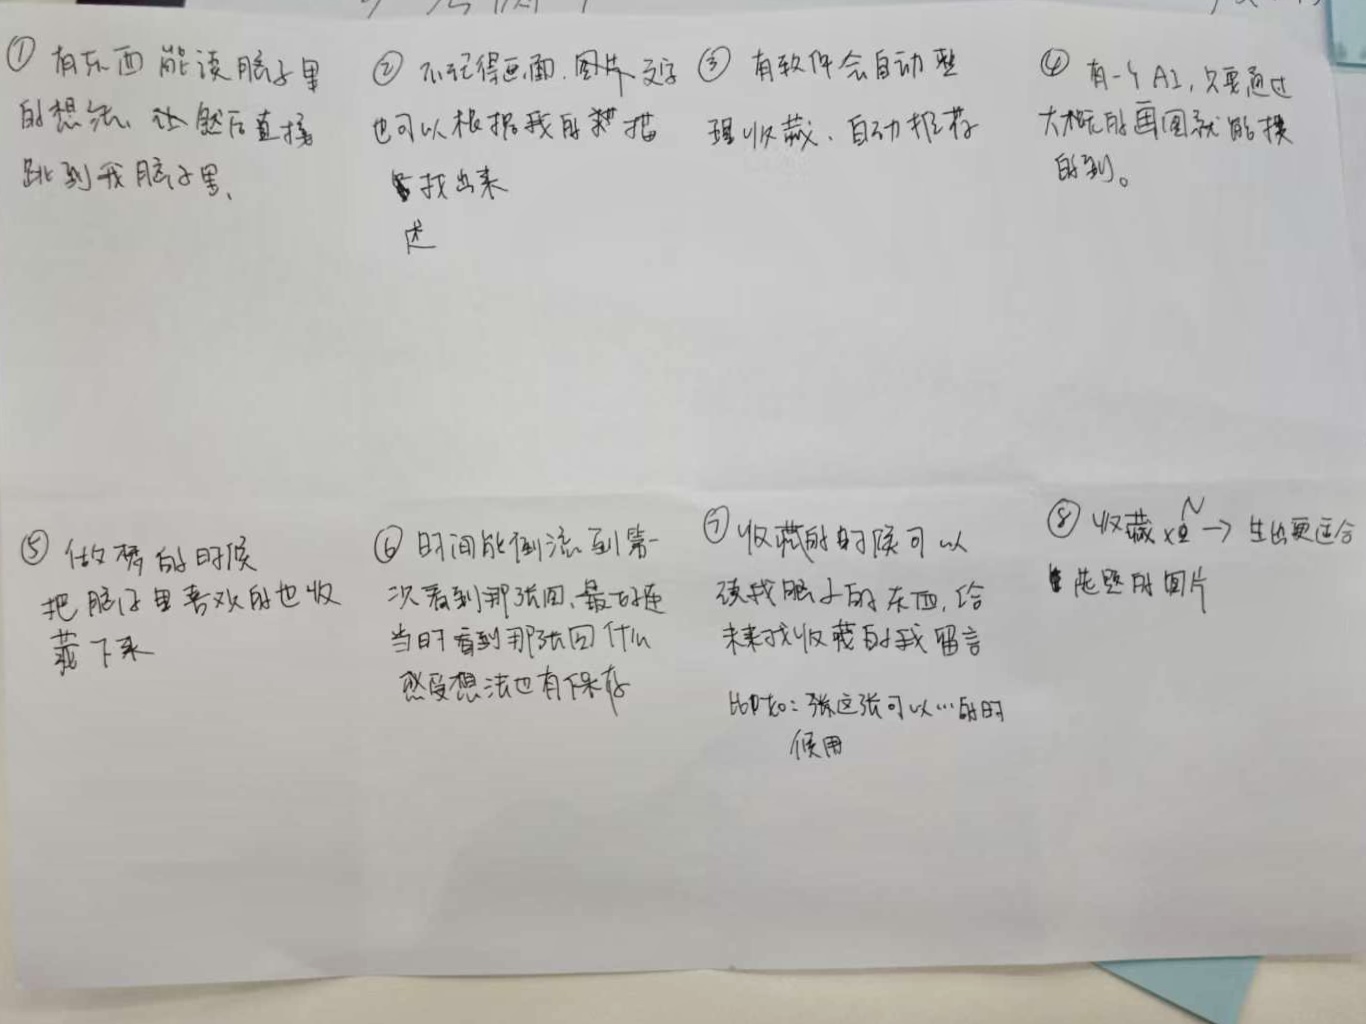 ① 有东西能读脑子里
的想法、然后直接
跳到我脑子里、
② 不记得画面、图片、文字
也可以根据我的描
找出来
述
③ 有软件会自动整
理收藏、自动推荐
④ 有一个AI,只要通过
大概的画面就能搜
的到。
⑤ 做梦的时候
把脑子里喜欢的也收
藏下来
⑥ 时间能倒流到第一
次看到那张图、最好连
当时看到那张图什么
感受想法也有保存
⑦ 收藏的时候可以
读我脑子的东西,给
未来找收藏的我留言
比如:张这张可以…的时
候用
⑧ 收藏 x N → 生出更适合
选题的图片